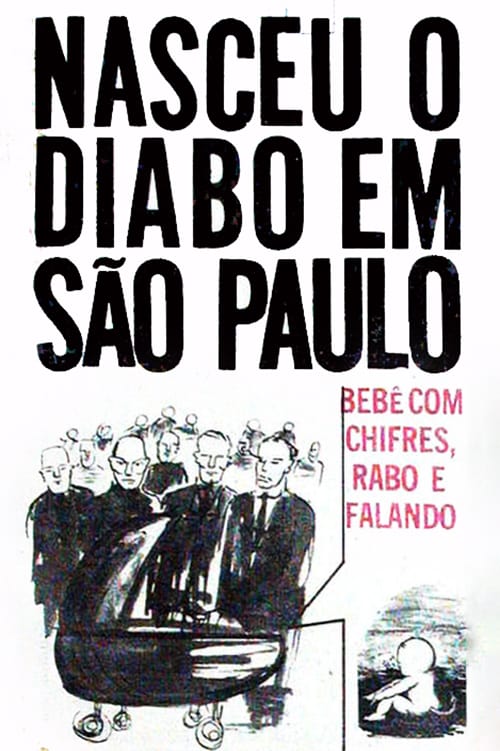 NASCEU O
DIABO EM
SÃO PAULO
BEBÊ COM
CHIFRES,
RABO E
FALANDO